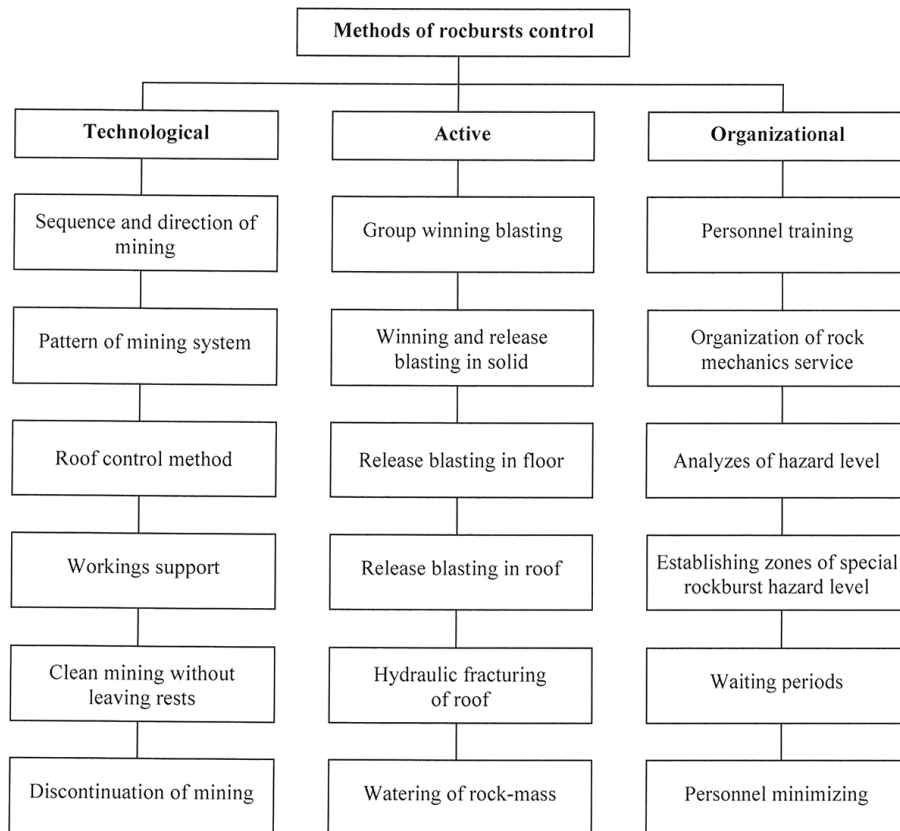 Methods of rocbursts control
Technological
Active
Organizational
Sequence and direction of
mining
Group winning blasting
Personnel training
Pattern of mining system
Winning and release
blasting in solid
Organization of rock
mechanics service
Roof control method
Release blasting in floor
Analyzes of hazard level
Workings support
Release blasting in roof
Establishing zones of special
rockburst hazard level
Clean mining without
leaving rests
Hydraulic fracturing
of roof
Waiting periods
Discontinuation of mining
Watering of rock-mass
Personnel minimizing